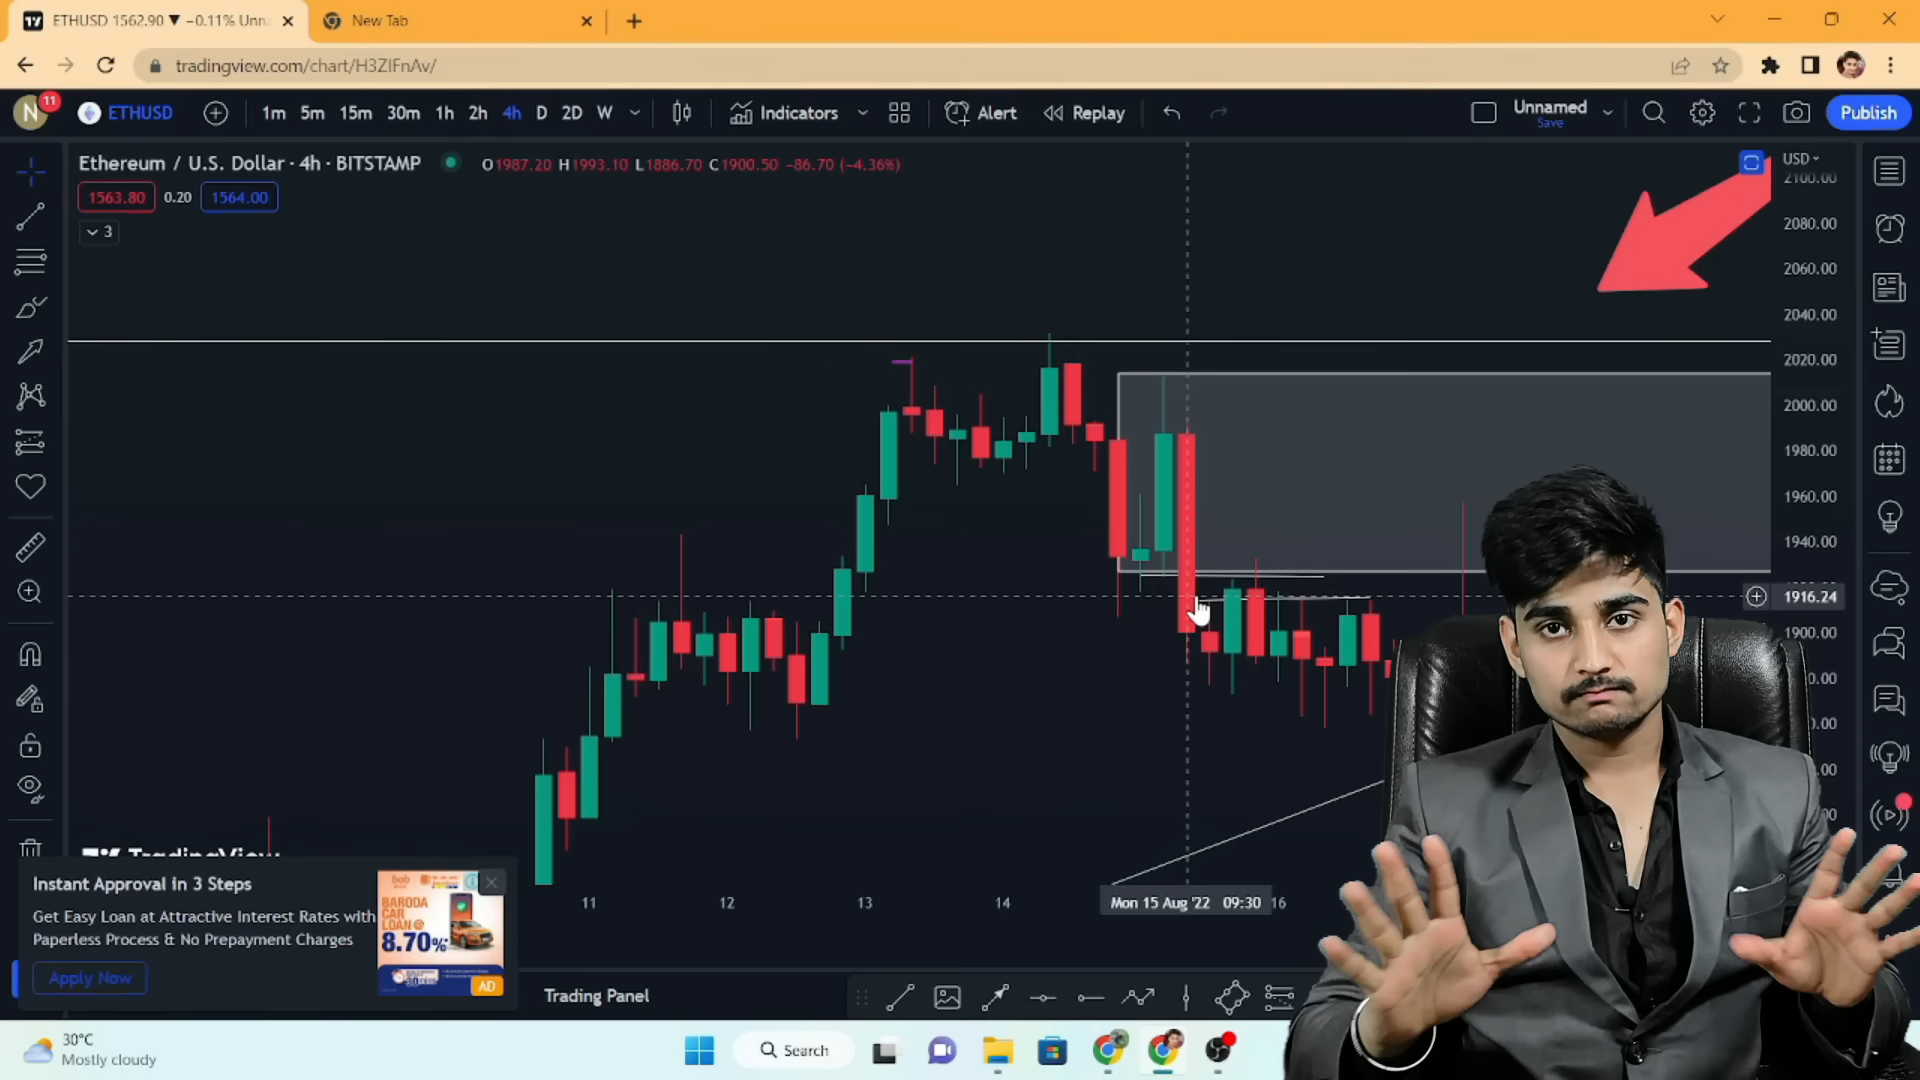 ETHUSD 1562.90 ▼ −0.11% Unna
New Tab
tradingview.com/chart/H3ZIFnAv/
N 11 ETHUSD 1m 5m 15m 30m 1h 2h 4h D 2D W Indicators Alert Replay Unnamed Save Publish
Ethereum / U.S. Dollar · 4h · BITSTAMP O1987.20 H1993.10 L1886.70 C1900.50 −86.70 (−4.36%)
USD
1563.80 0.20 1564.00
3
2100.00
2080.00
2060.00
2040.00
2020.00
2000.00
1980.00
1960.00
1940.00
1916.24
1900.00
TradingView
11 12 13 14 Mon 15 Aug '22 09:30 16
Instant Approval in 3 Steps
Get Easy Loan at Attractive Interest Rates with
Paperless Process & No Prepayment Charges
Apply Now
bob
BARODA
CAR
LOAN@
8.70%
AD
Trading Panel
30°C
Mostly cloudy
Search